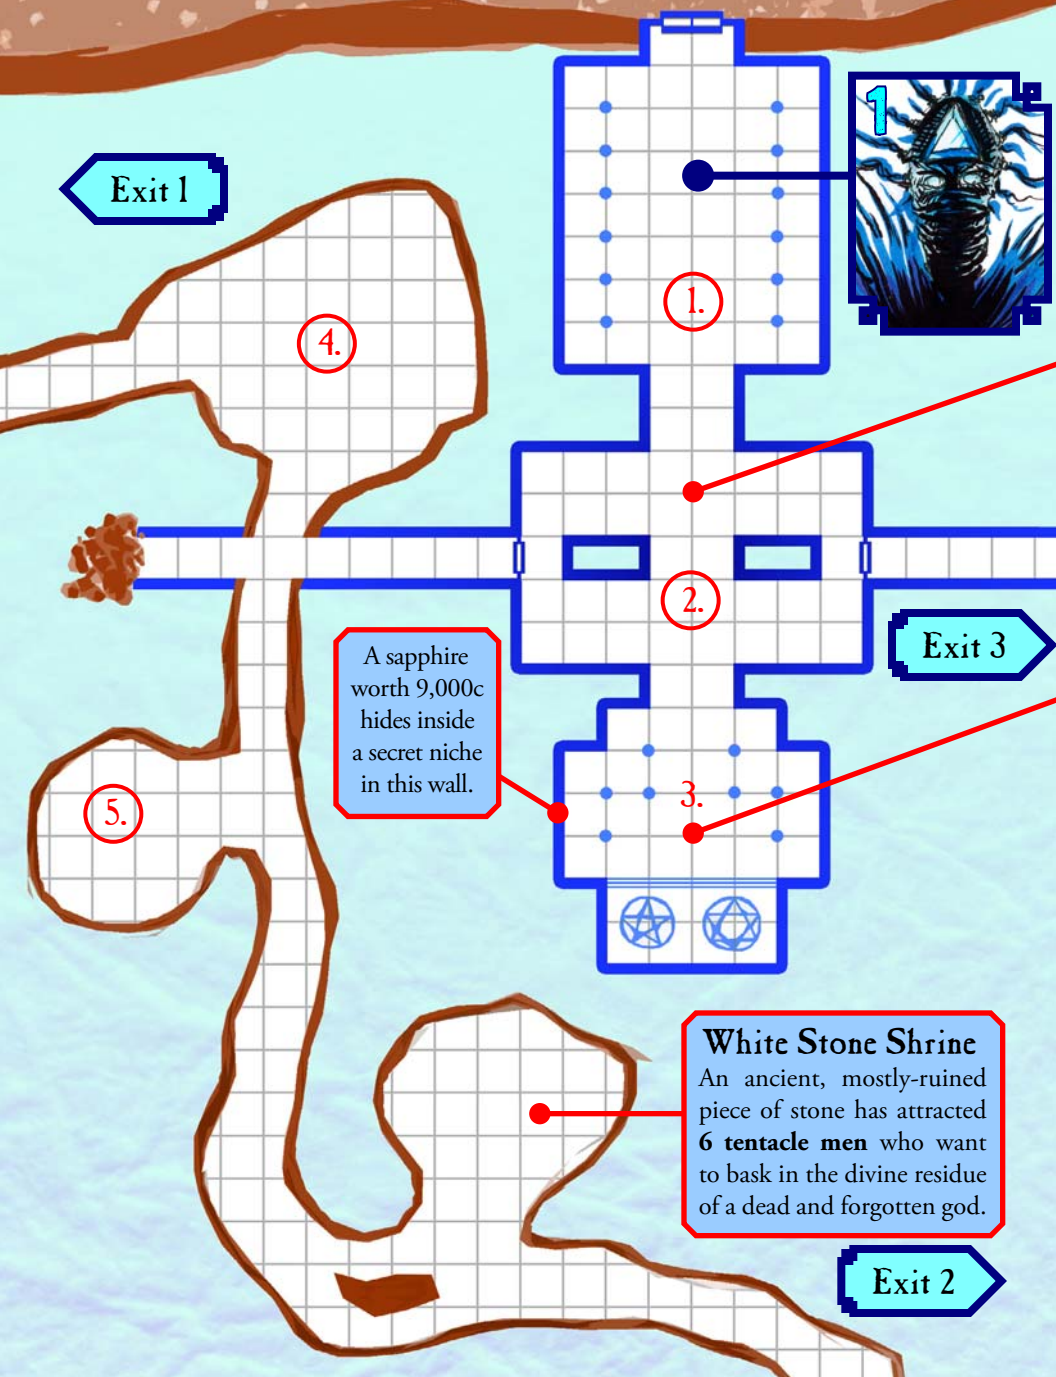 1
Exit 1
1.
4.
2.
Exit 3
A sapphire
worth 9,000c
hides inside
a secret niche
in this wall.
3.
5.
White Stone Shrine
An ancient, mostly-ruined
piece of stone has attracted
6 tentacle men who want
to bask in the divine residue
of a dead and forgotten god.
Exit 2